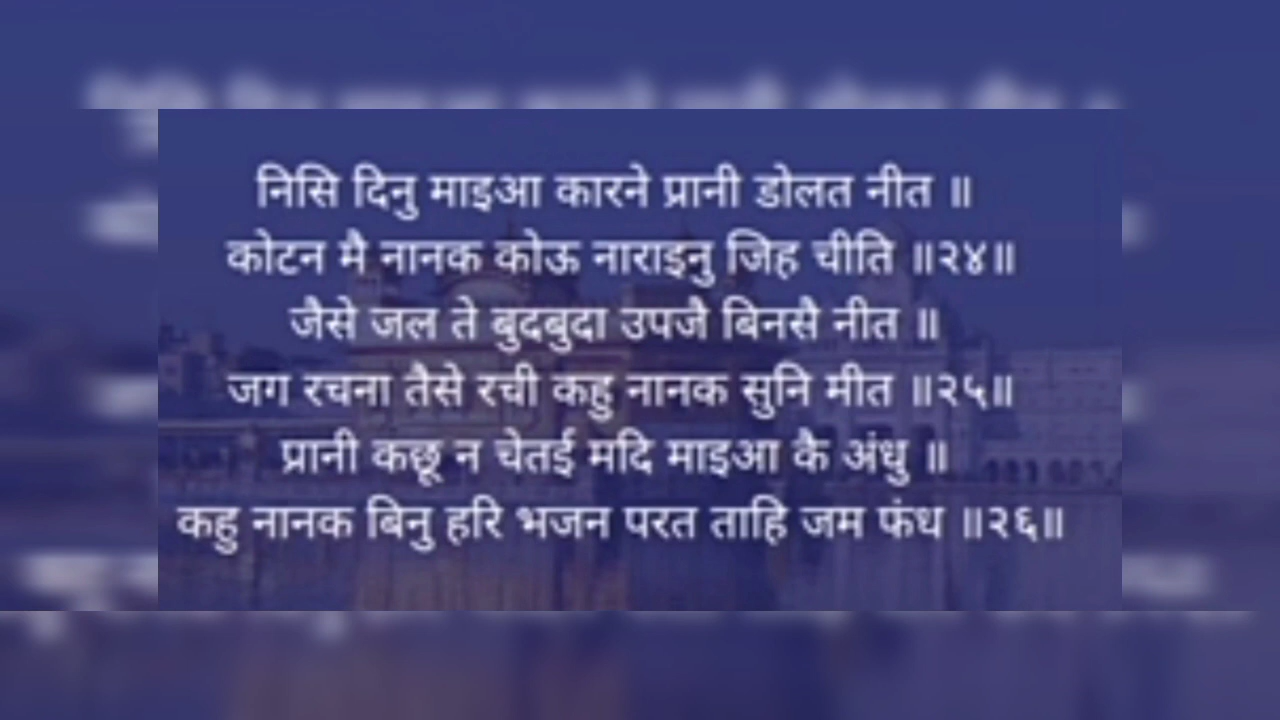 निसि दिनु माइआ कारने प्रानी डोलत नीत ॥
कोटन मै नानक कोऊ नाराइनु जिह चीति ॥२४॥
जैसे जल ते बुदबुदा उपजै बिनसै नीत ॥
जग रचना तैसे रची कहु नानक सुनि मीत ॥२५॥
प्रानी कछू न चेतई मदि माइआ कै अंधु ॥
कहु नानक बिनु हरि भजन परत ताहि जम फंध ॥२६॥